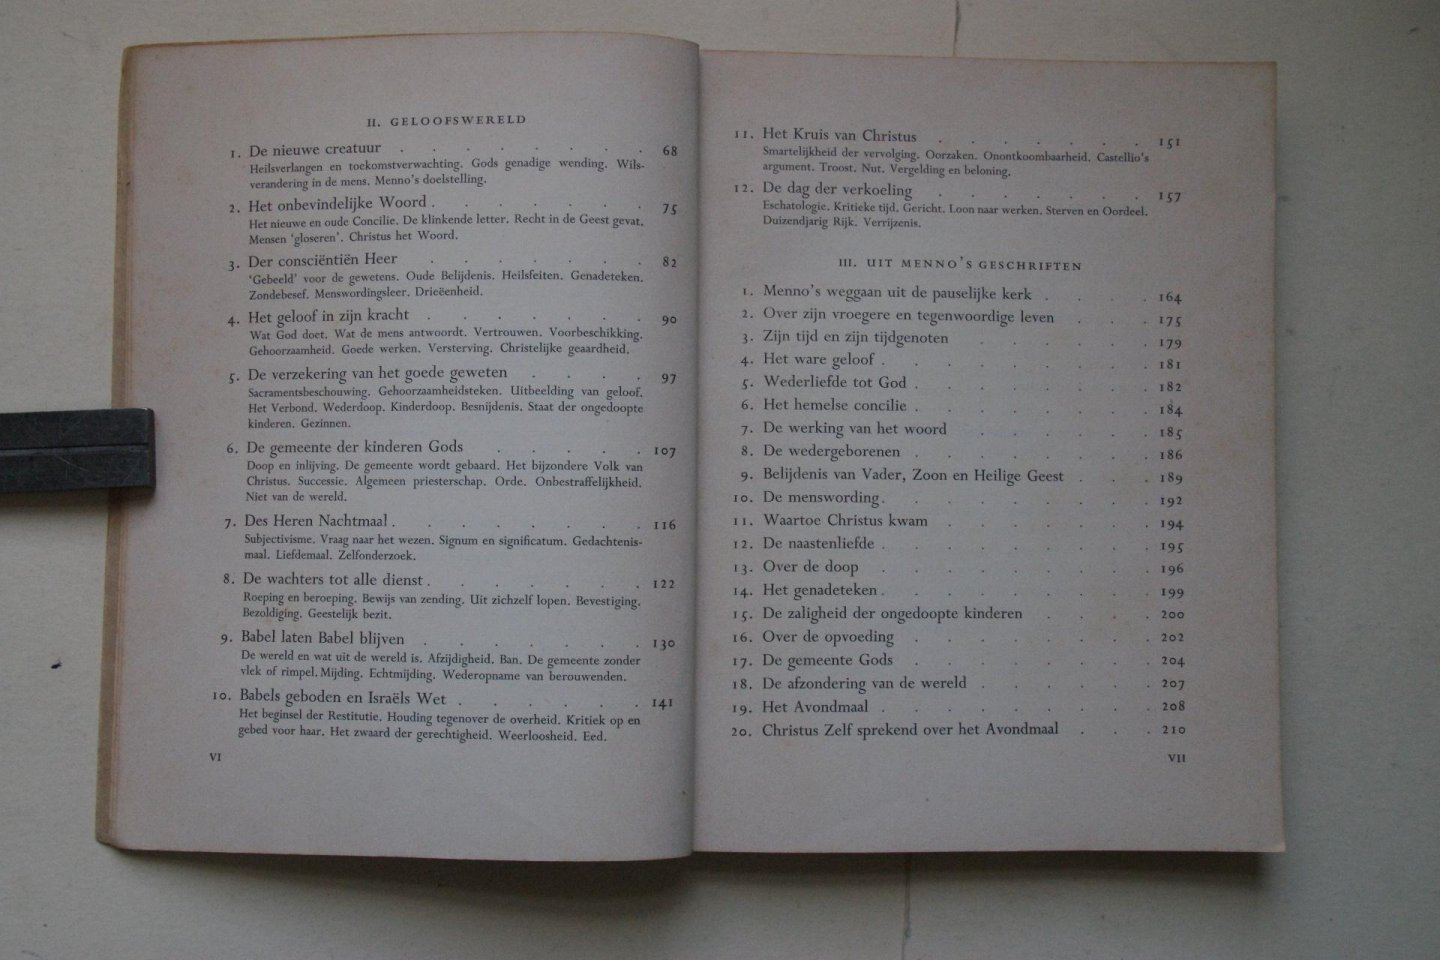 II. GELOOFSWERELD
1. De nieuwe creatuur . . . . . . . . 68
Heilsverlangen en toekomstverwachting. Gods genadige wending. Wils-
verandering in de mens. Menno's doelstelling.
2. Het onbevindelijke Woord . . . . . . . 75
Het nieuwe en oude Concilie. De klinkende letter. Recht in de Geest gevat.
Mensen 'gloseren'. Christus het Woord.
3. Der consciëntiën Heer . . . . . . . 82
'Gebeeld' voor de gewetens. Oude Belijdenis. Heilsfeiten. Genadeteken.
Zondebesef. Menswordingsleer. Drieëenheid.
4. Het geloof in zijn kracht . . . . . . . 90
Wat God doet. Wat de mens antwoordt. Vertrouwen. Voorbeschikking.
Gehoorzaamheid. Goede werken. Versterving. Christelijke geaardheid.
5. De verzekering van het goede geweten . . . . 97
Sacramentsbeschouwing. Gehoorzaamheidsteken. Uitbeelding van geloof.
Het Verbond. Wederdoop. Kinderdoop. Besnijdenis. Staat der ongedoopte
kinderen. Gezinnen.
6. De gemeente der kinderen Gods . . . . . 107
Doop en inlijving. De gemeente wordt gebaard. Het bijzondere Volk van
Christus. Successie. Algemeen priesterschap. Orde. Onbestraffelijkheid.
Niet van de wereld.
7. Des Heren Nachtmaal . . . . . . . . 116
Subjectivisme. Vraag naar het wezen. Signum en significatum. Gedachtenis-
maal. Liefdemaal. Zelfonderzoek.
8. De wachters tot alle dienst . . . . . . . 122
Roeping en beroeping. Bewijs van zending. Uit zichzelf lopen. Bevestiging.
Bezoldiging. Geestelijk bezit.
9. Babel laten Babel blijven . . . . . . . 130
De wereld en wat uit de wereld is. Afzijdigheid. Ban. De gemeente zonder
vlek of rimpel. Mijding. Echtmijding. Wederopname van berouwenden.
10. Babels geboden en Israëls Wet . . . . . . 141
Het beginsel der Restitutie. Houding tegenover de overheid. Kritiek op en
gebed voor haar. Het zwaard der gerechtigheid. Weerloosheid. Eed.
VI
11. Het Kruis van Christus . . . . . . . 151
Smartelijkheid der vervolging. Oorzaken. Onontkoombaarheid. Castellio's
argument. Troost. Nut. Vergelding en beloning.
12. De dag der verkoeling . . . . . . . 157
Eschatologie. Kritieke tijd. Gericht. Loon naar werken. Sterven en Oordeel.
Duizendjarig Rijk. Verrijzenis.
III. UIT MENNO'S GESCHRIFTEN
1. Menno's weggaan uit de pauselijke kerk . . . . 164
2. Over zijn vroegere en tegenwoordige leven . . . 175
3. Zijn tijd en zijn tijdgenoten . . . . . . 179
4. Het ware geloof . . . . . . . . 181
5. Wederliefde tot God . . . . . . . 182
6. Het hemelse concilie . . . . . . . 184
7. De werking van het woord . . . . . . 185
8. De wedergeborenen . . . . . . . 186
9. Belijdenis van Vader, Zoon en Heilige Geest . . . 189
10. De menswording . . . . . . . . 192
11. Waartoe Christus kwam . . . . . . . 194
12. De naastenliefde . . . . . . . . 195
13. Over de doop . . . . . . . . 196
14. Het genadeteken . . . . . . . . 199
15. De zaligheid der ongedoopte kinderen . . . . 200
16. Over de opvoeding . . . . . . . 202
17. De gemeente Gods . . . . . . . 204
18. De afzondering van de wereld . . . . . . 207
19. Het Avondmaal . . . . . . . . 208
20. Christus Zelf sprekend over het Avondmaal . . . 210
VII